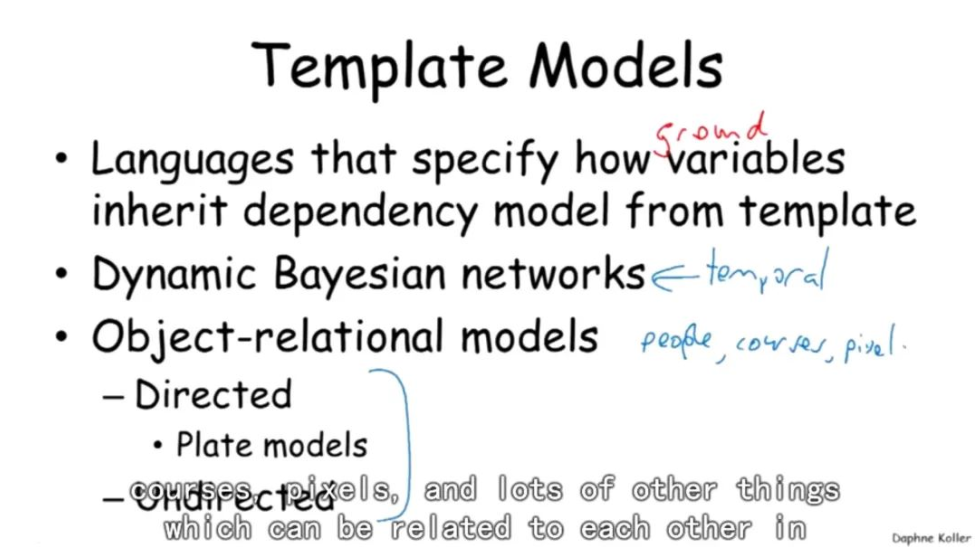 Template Models
ground
• Languages that specify how variables
inherit dependency model from template
• Dynamic Bayesian networks ← temporal
• Object-relational models people, courses, pixel.
– Directed
• Plate models
– Undirected
courses, pixels, and lots of other things
which can be related to each other in
Daphne Koller